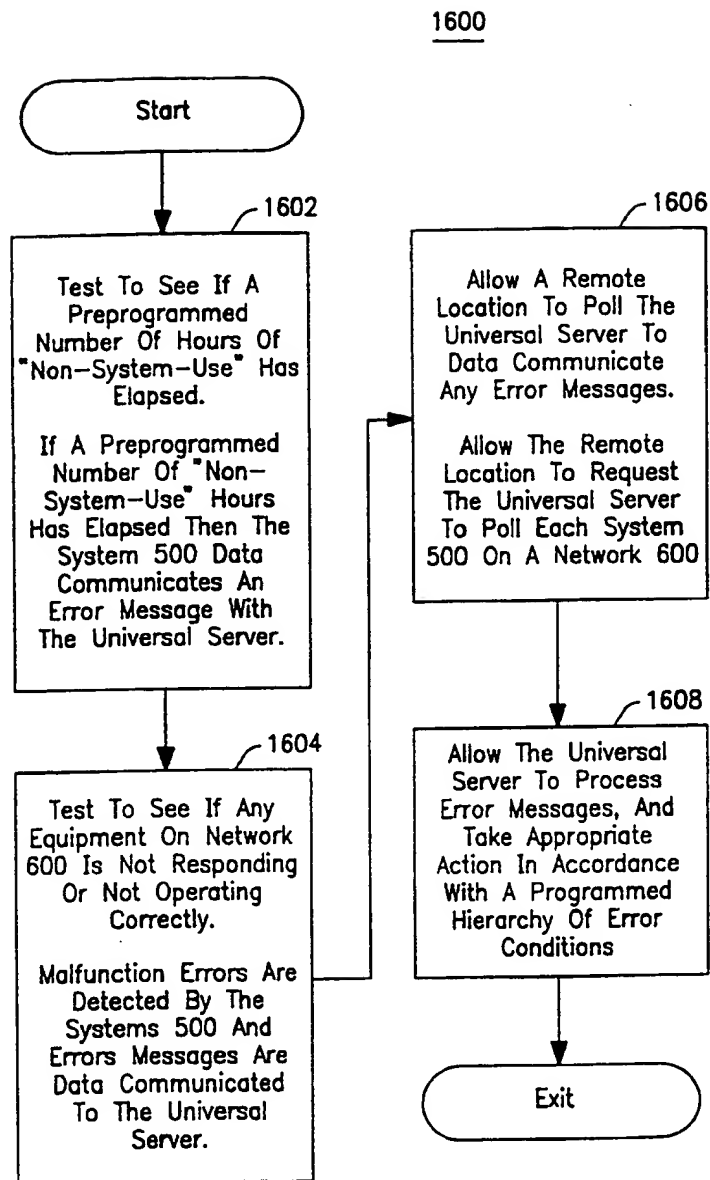 1600
Start
1602
Test To See If A
Preprogrammed
Number Of Hours Of
"Non-System-Use" Has
Elapsed.
If A Preprogrammed
Number Of "Non-
System-Use" Hours
Has Elapsed Then The
System 500 Data
Communicates An
Error Message With
The Universal Server.
1604
Test To See If Any
Equipment On Network
600 Is Not Responding
Or Not Operating
Correctly.
Malfunction Errors Are
Detected By The
Systems 500 And
Errors Messages Are
Data Communicated
To The Universal
Server.
1606
Allow A Remote
Location To Poll The
Universal Server To
Data Communicate
Any Error Messages.
Allow The Remote
Location To Request
The Universal Server
To Poll Each System
500 On A Network 600
1608
Allow The Universal
Server To Process
Error Messages, And
Take Appropriate
Action In Accordance
With A Programmed
Hierarchy Of Error
Conditions
Exit